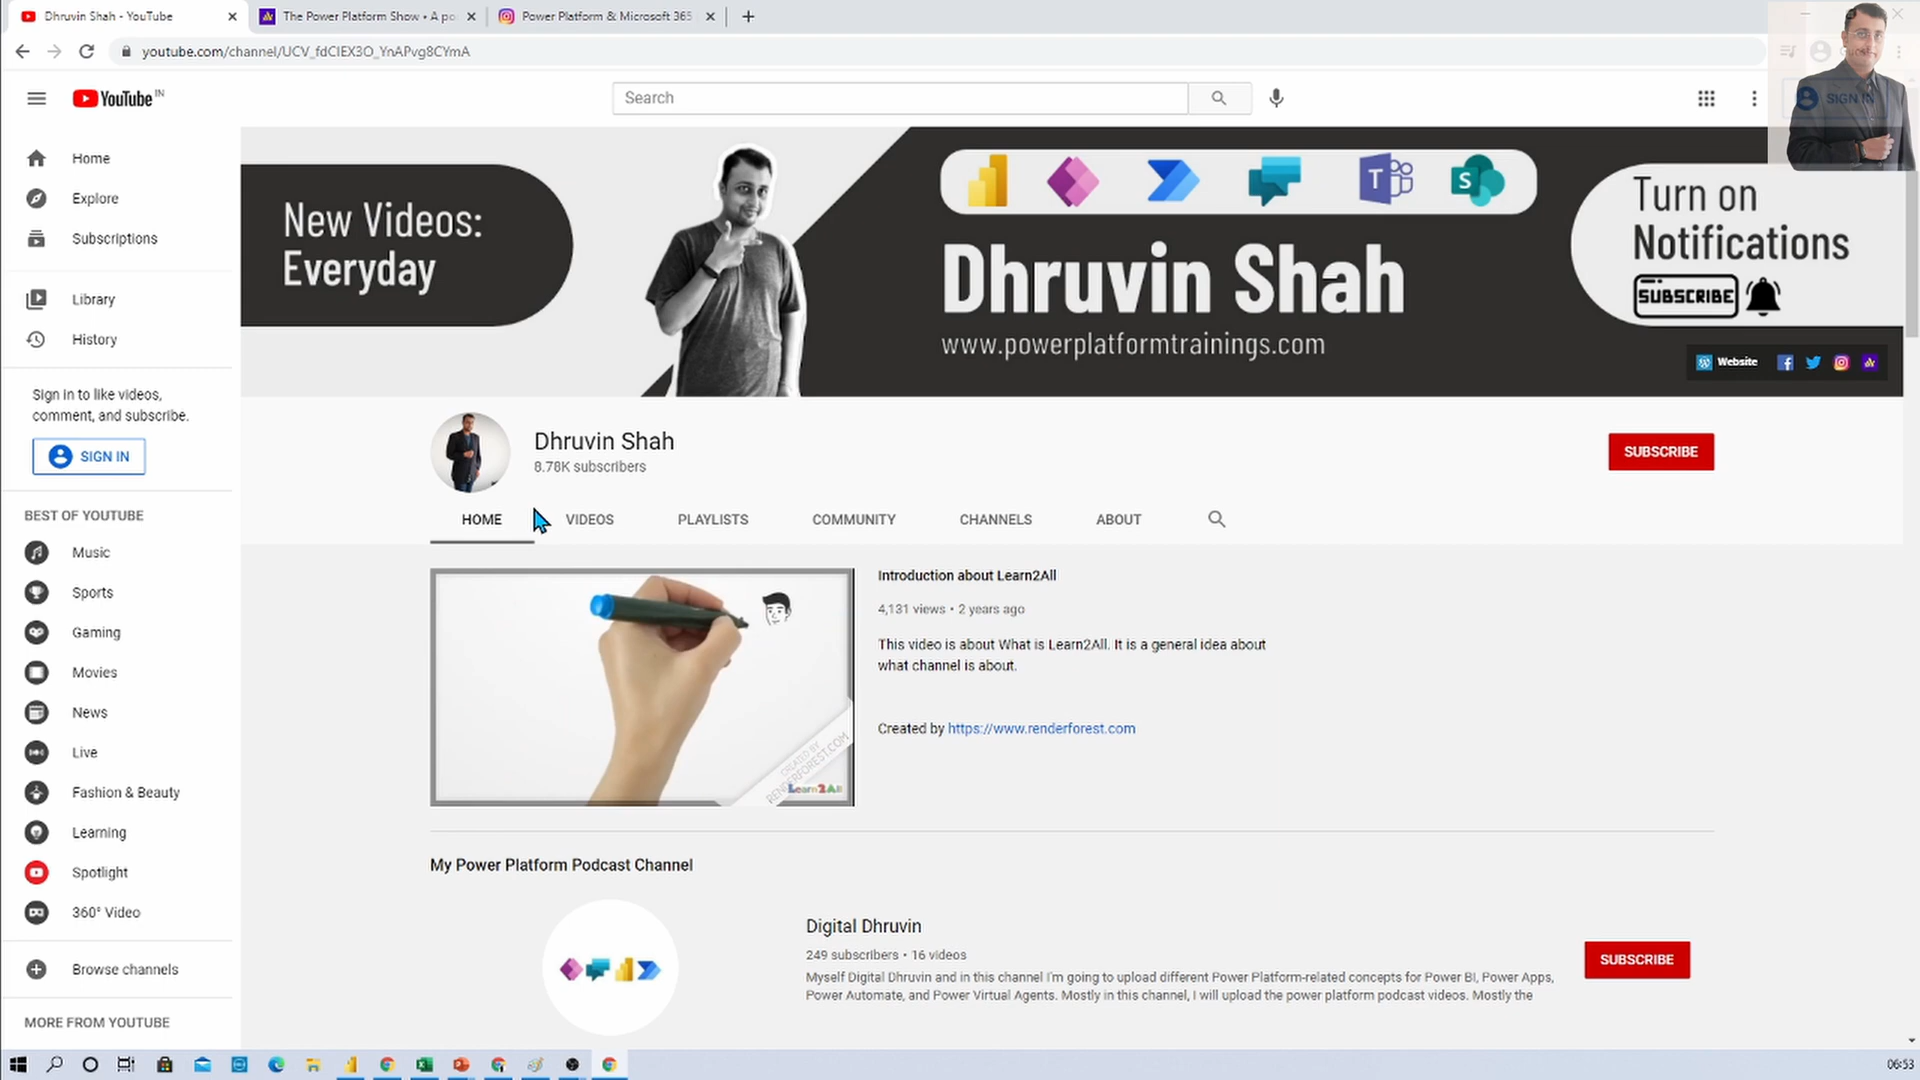 Dhruvin Shah - YouTube
The Power Platform Show • A po
Power Platform & Microsoft 365
youtube.com/channel/UCV_fdCIEX3O_YnAPvg8CYmA
YouTube IN
Search
SIGN IN
Home
Explore
Subscriptions
Library
History
Sign in to like videos,
comment, and subscribe.
SIGN IN
BEST OF YOUTUBE
Music
Sports
Gaming
Movies
News
Live
Fashion & Beauty
Learning
Spotlight
360° Video
Browse channels
MORE FROM YOUTUBE
New Videos:
Everyday
Dhruvin Shah
www.powerplatformtrainings.com
Turn on
Notifications
SUBSCRIBE
Website
Dhruvin Shah
8.78K subscribers
SUBSCRIBE
HOME
VIDEOS
PLAYLISTS
COMMUNITY
CHANNELS
ABOUT
CREATED BY
RENDERFOREST.COM
Learn2All
Introduction about Learn2All
4,131 views • 2 years ago
This video is about What is Learn2All. It is a general idea about
what channel is about.
Created by https://www.renderforest.com
My Power Platform Podcast Channel
Digital Dhruvin
249 subscribers • 16 videos
Myself Digital Dhruvin and in this channel I'm going to upload different Power Platform-related concepts for Power BI, Power Apps,
Power Automate, and Power Virtual Agents. Mostly in this channel, I will upload the power platform podcast videos. Mostly the
SUBSCRIBE
06:53